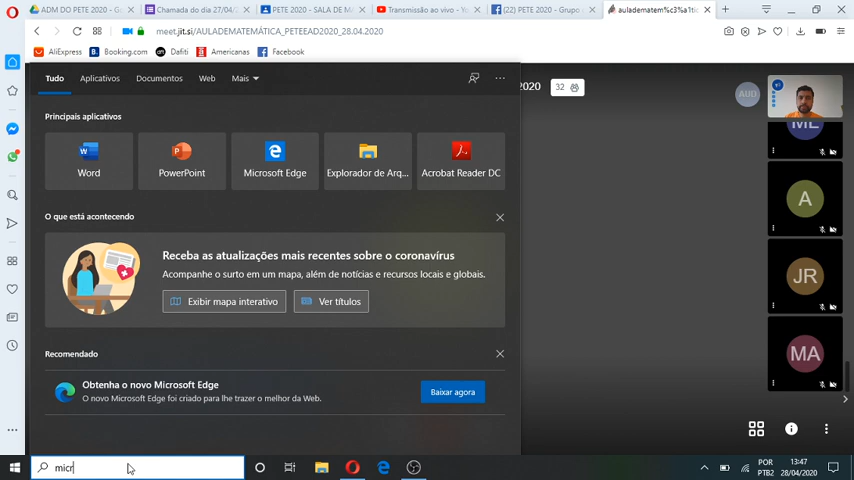 ADM DO PETE 2020 - G
Chamada do dia 27/04/
PETE 2020 - SALA DE M
Transmissão ao vivo - Yo
(22) PETE 2020 - Grupo
auladematem%c3%a1ti
meet.jit.si/AULADEMATEMÁTICA_PETEEAD2020_28.04.2020
AliExpress
B. Booking.com
Dafiti
Americanas
Facebook
Tudo
Aplicativos
Documentos
Web
Mais
2020
32
AUD
Principais aplicativos
Word
PowerPoint
Microsoft Edge
Explorador de Arq...
Acrobat Reader DC
ME
A
JR
MA
O que está acontecendo
Receba as atualizações mais recentes sobre o coronavírus
Acompanhe o surto em um mapa, além de notícias e recursos locais e globais.
Exibir mapa interativo
Ver títulos
Recomendado
Obtenha o novo Microsoft Edge
O novo Microsoft Edge foi criado para lhe trazer o melhor da Web.
Baixar agora
micr
POR
PTB2
13:47
28/04/2020